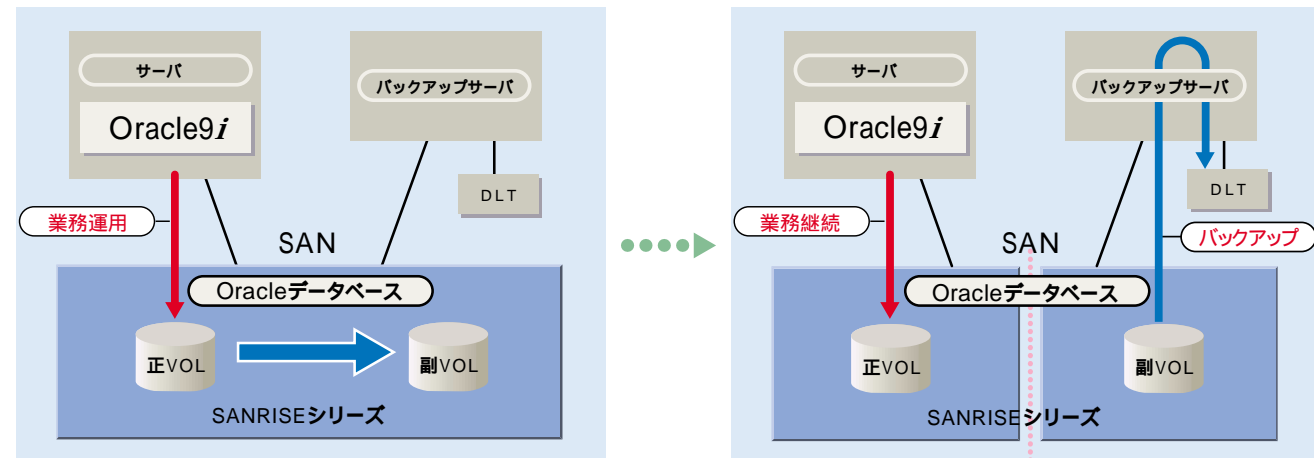 サーバ
バックアップサーバ
Oracle9i
DLT
業務運用
SAN
Oracleデータベース
正VOL
副VOL
SANRISEシリーズ
サーバ
バックアップサーバ
Oracle9i
DLT
業務継続
バックアップ
SAN
Oracleデータベース
正VOL
副VOL
SANRISEシリーズ